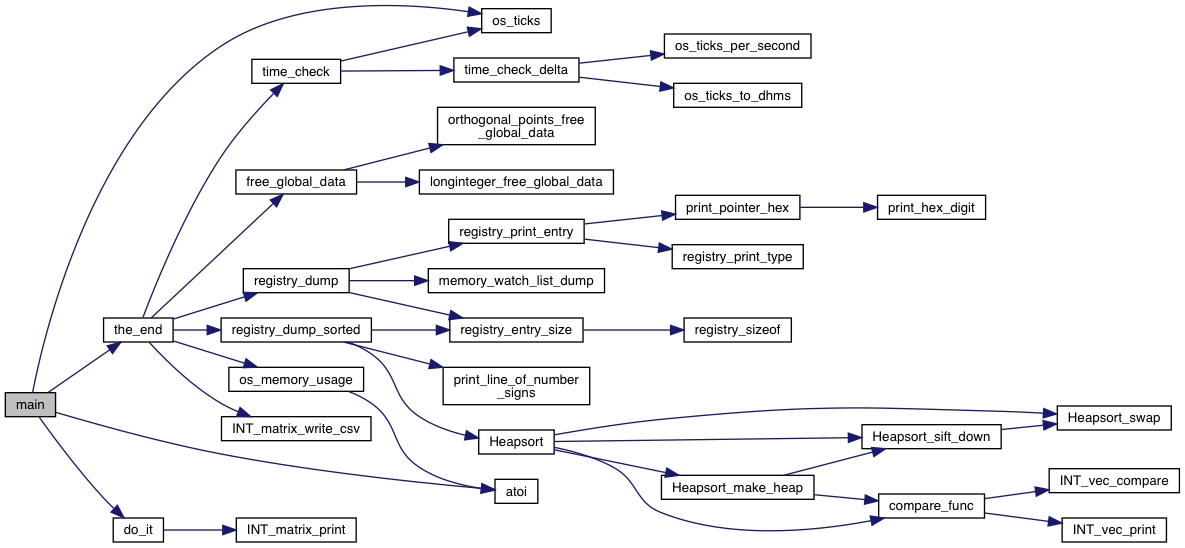 os_ticks
os_ticks_per_second
time_check
time_check_delta
os_ticks_to_dhms
orthogonal_points_free
_global_data
free_global_data
longinteger_free_global_data
print_pointer_hex
print_hex_digit
registry_print_entry
registry_print_type
registry_dump
memory_watch_list_dump
the_end
registry_dump_sorted
registry_entry_size
registry_sizeof
os_memory_usage
print_line_of_number
_signs
main
INT_matrix_write_csv
Heapsort
Heapsort_swap
Heapsort_sift_down
Heapsort_make_heap
atoi
compare_func
INT_vec_compare
do_it
INT_matrix_print
INT_vec_print